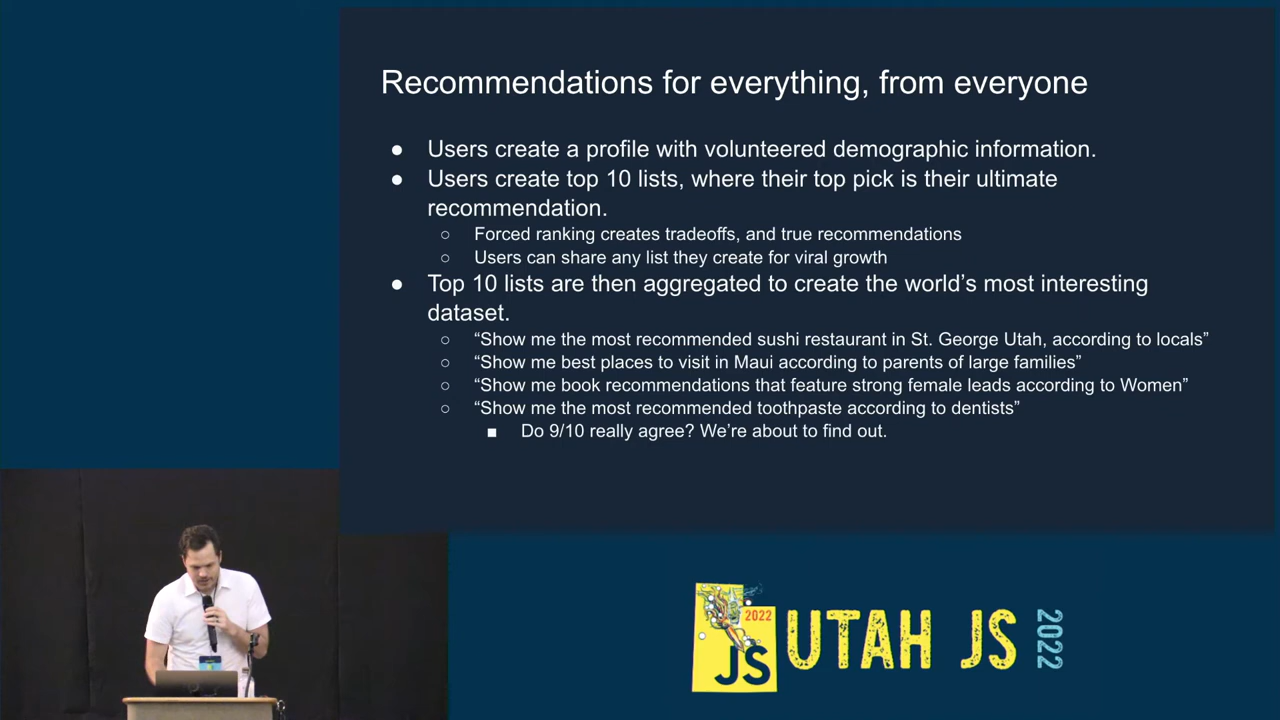 Recommendations for everything, from everyone
● Users create a profile with volunteered demographic information.
● Users create top 10 lists, where their top pick is their ultimate
recommendation.
○ Forced ranking creates tradeoffs, and true recommendations
○ Users can share any list they create for viral growth
● Top 10 lists are then aggregated to create the world’s most interesting
dataset.
○ “Show me the most recommended sushi restaurant in St. George Utah, according to locals”
○ “Show me best places to visit in Maui according to parents of large families”
○ “Show me book recommendations that feature strong female leads according to Women”
○ “Show me the most recommended toothpaste according to dentists”
■ Do 9/10 really agree? We’re about to find out.
2022
JS
UTAH JS
2022